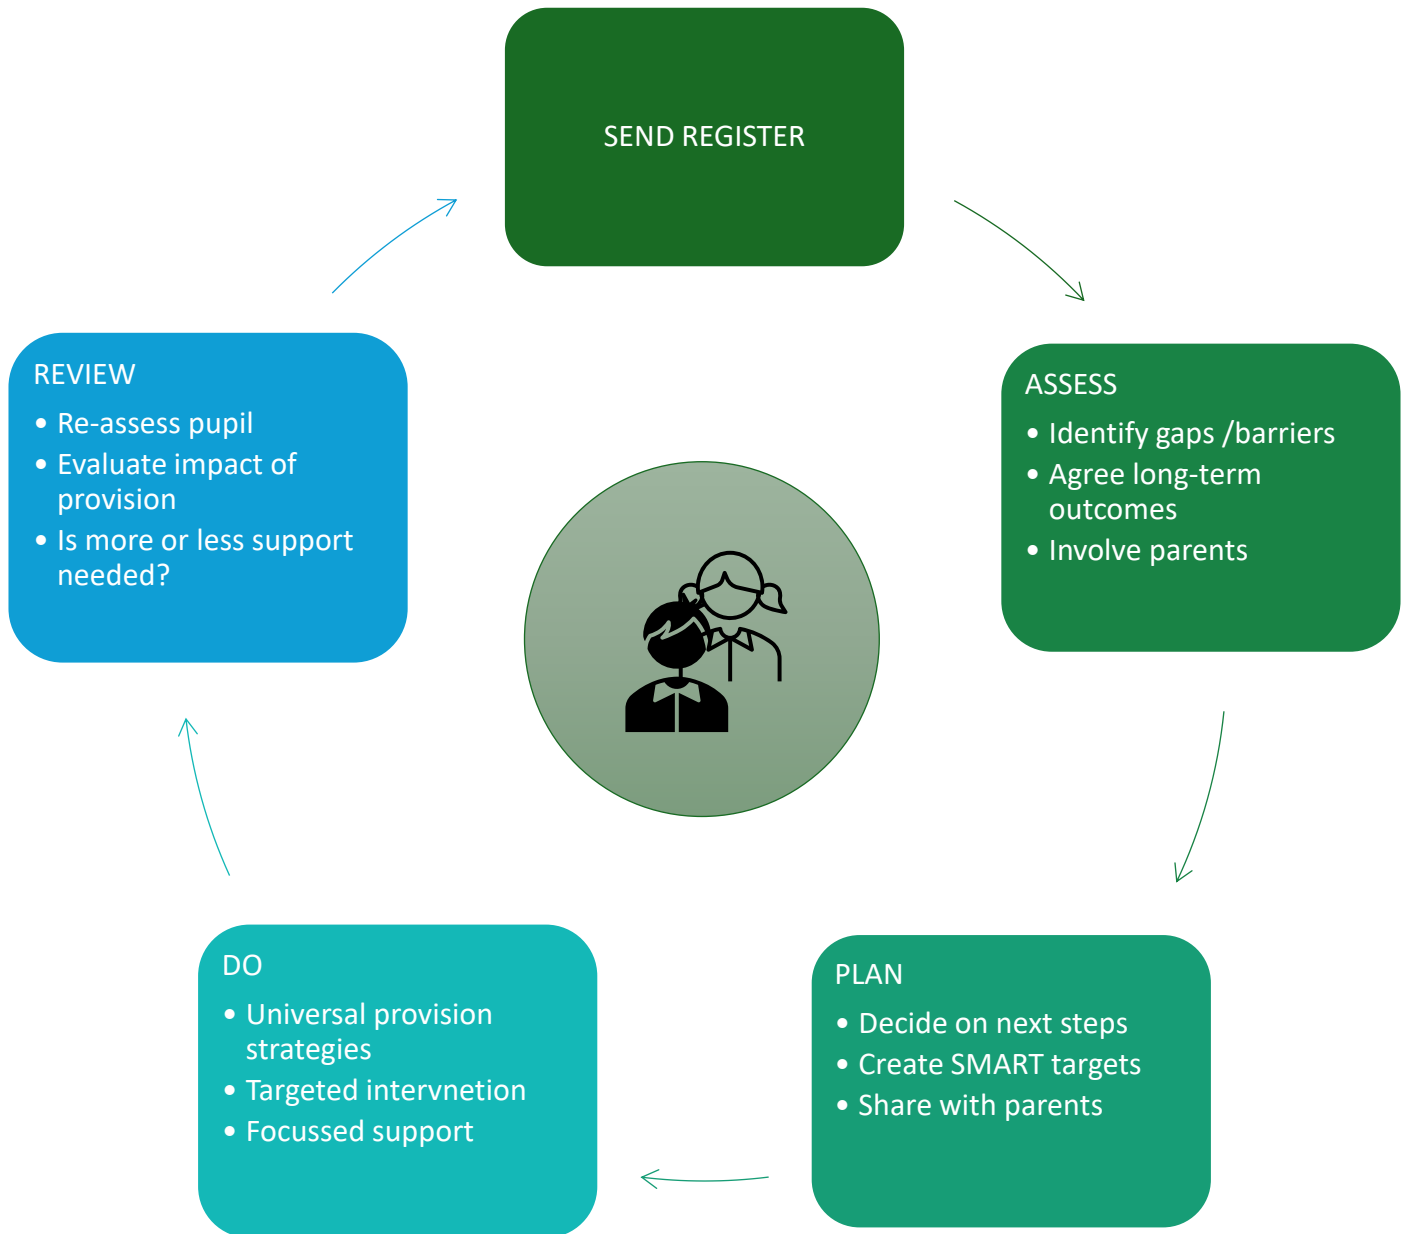 SEND REGISTER
ASSESS
• Identify gaps /barriers
• Agree long-term
outcomes
• Involve parents
PLAN
• Decide on next steps
• Create SMART targets
• Share with parents
DO
• Universal provision
strategies
• Targeted intervnetion
• Focussed support
REVIEW
• Re-assess pupil
• Evaluate impact of
provision
• Is more or less support
needed?